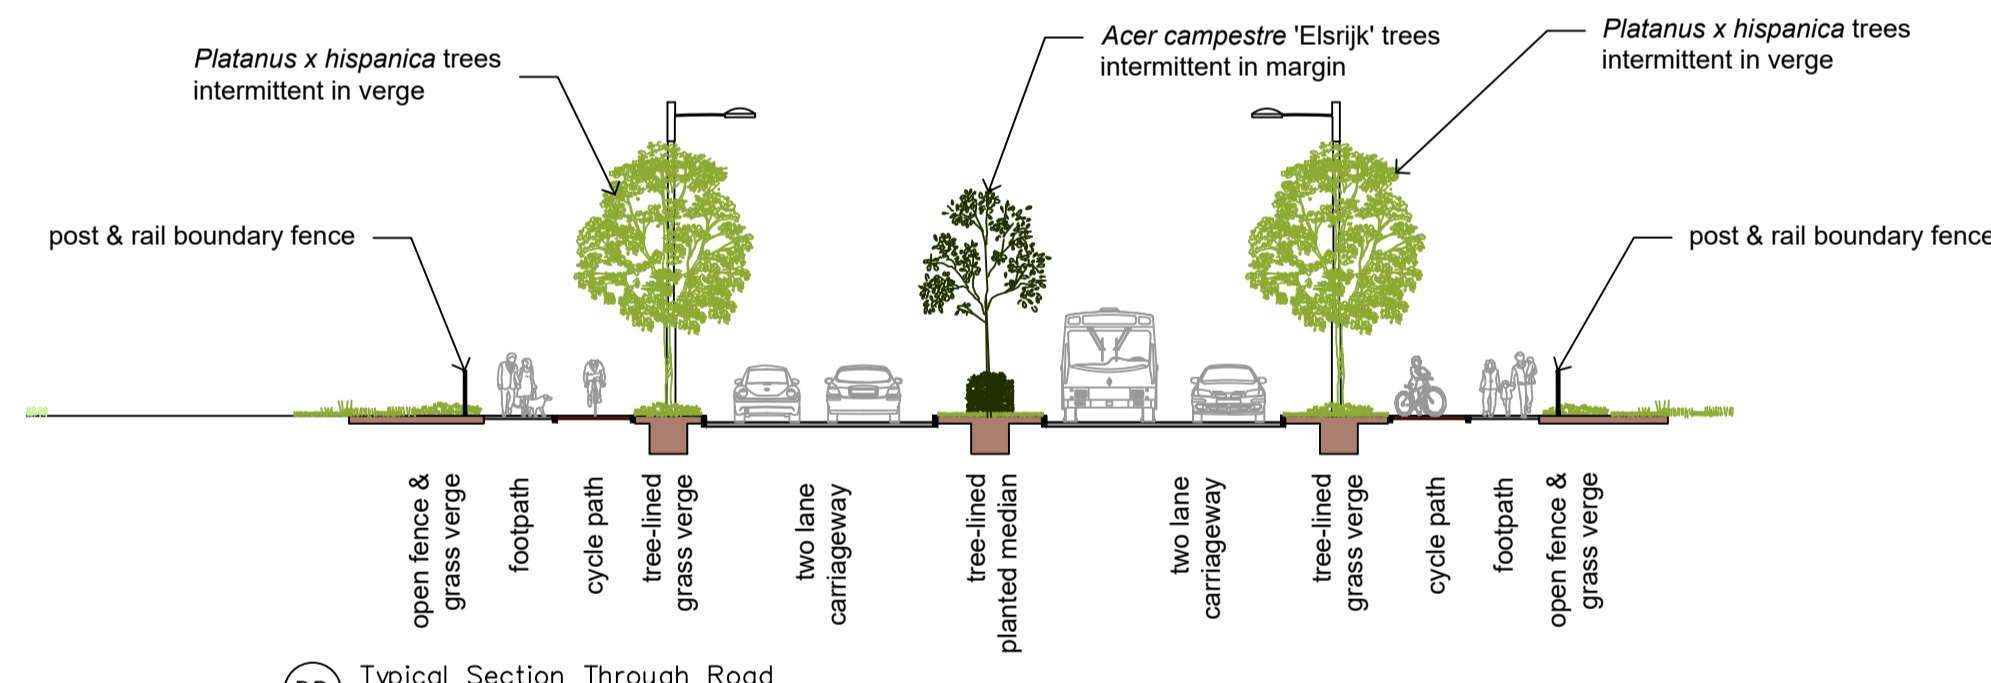 Platanus x hispanica trees
intermittent in verge
Acer campestre 'Elsrijk' trees
intermittent in margin
Platanus x hispanica trees
intermittent in verge
post & rail boundary fence
post & rail boundary fence
open fence &
grass verge
footpath
cycle path
tree-lined
grass verge
two lane
carriageway
tree-lined
planted median
two lane
carriageway
tree-lined
grass verge
cycle path
footpath
open fence &
grass verge
Typical Section Through Road